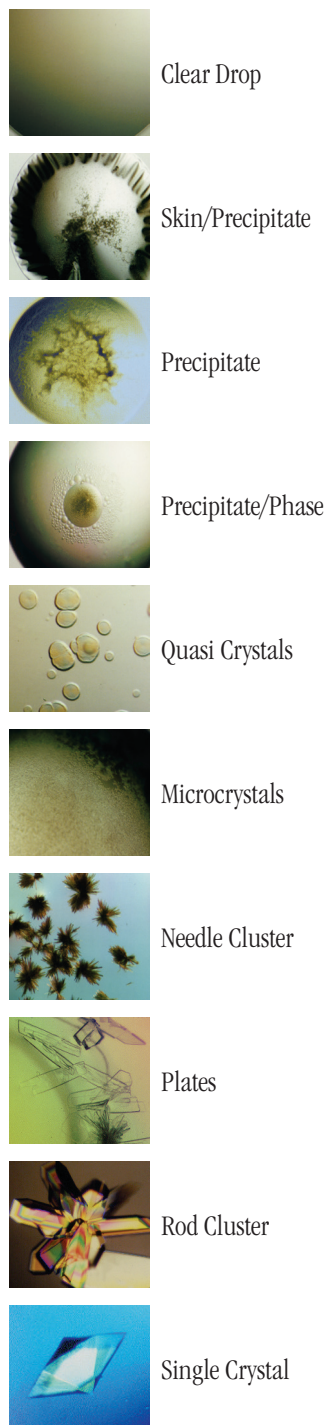 Clear Drop
Skin/Precipitate
Precipitate
Precipitate/Phase
Quasi Crystals
Microcrystals
Needle Cluster
Plates
Rod Cluster
Single Crystal